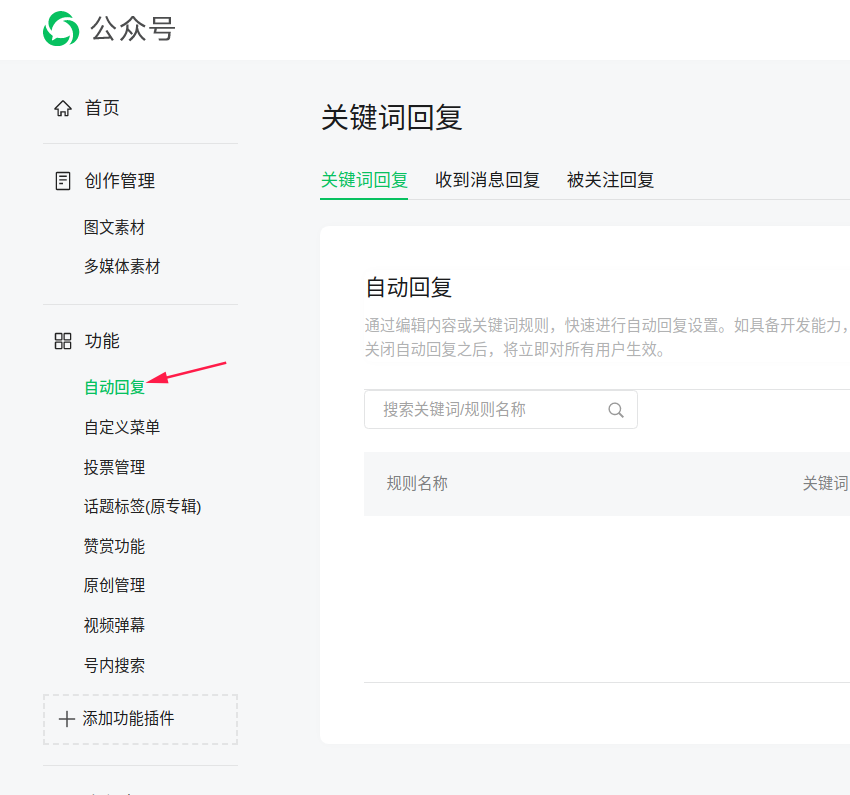 公众号
首页
创作管理
图文素材
多媒体素材
功能
自动回复
自定义菜单
投票管理
话题标签(原专辑)
赞赏功能
原创管理
视频弹幕
号内搜索
添加功能插件
关键词回复
关键词回复 收到消息回复 被关注回复
自动回复
通过编辑内容或关键词规则，快速进行自动回复设置。如具备开发能力，
关闭自动回复之后，将立即对所有用户生效。
搜索关键词/规则名称
规则名称 关键词